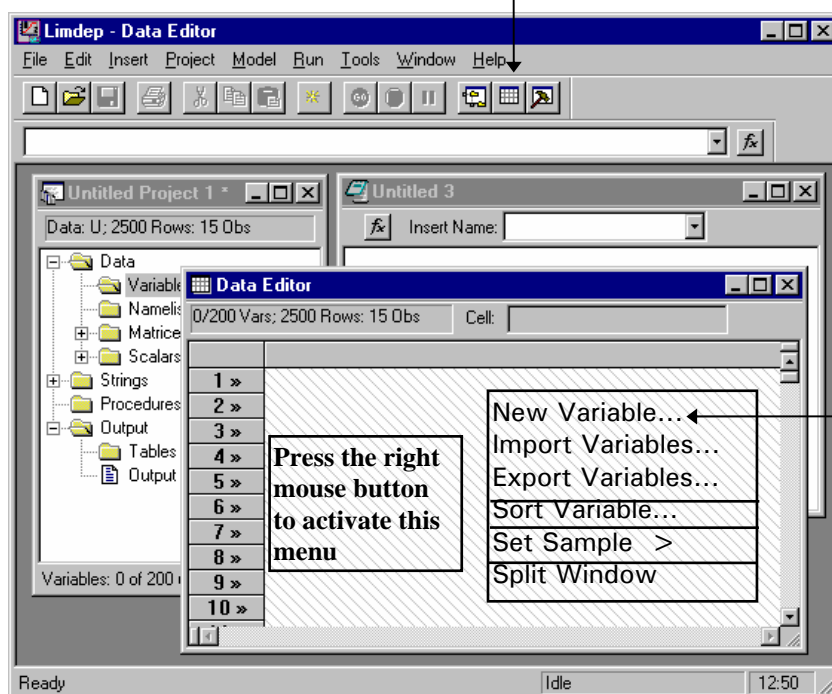 Limdep - Data Editor
File Edit Insert Project Model Run Tools Window Help
GO
fx
Untitled Project 1 *
Data: U; 2500 Rows: 15 Obs
Data
Variable
Namelis
Matrice
Scalars
Strings
Procedures
Output
Tables
Output
Variables: 0 of 200
Untitled 3
fx Insert Name:
Data Editor
0/200 Vars; 2500 Rows: 15 Obs Cell:
1 »
2 »
3 »
4 »
5 »
6 »
7 »
8 »
9 »
10 »
Press the right
mouse button
to activate this
menu
New Variable...
Import Variables...
Export Variables...
Sort Variable...
Set Sample >
Split Window
Ready Idle 12:50